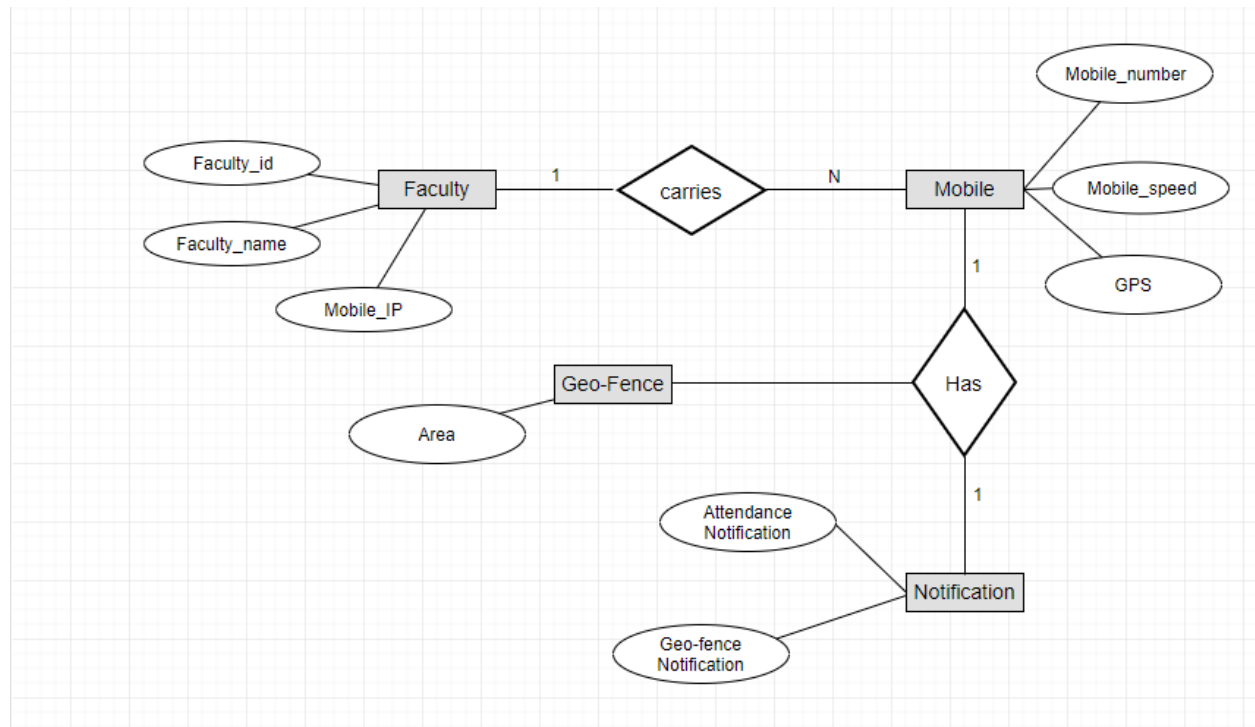 Mobile_number
Faculty_id
Faculty
1
carries
N
Mobile
Mobile_speed
Faculty_name
Mobile_IP
1
GPS
Geo-Fence
Has
Area
1
Attendance
Notification
Notification
Geo-fence
Notification